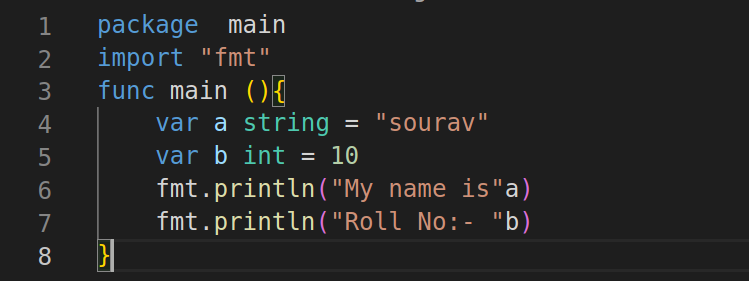 1 package  main
2 import "fmt"
3 func main (){
4     var a string = "sourav"
5     var b int = 10
6     fmt.println("My name is"a)
7     fmt.println("Roll No:- "b)
8 }